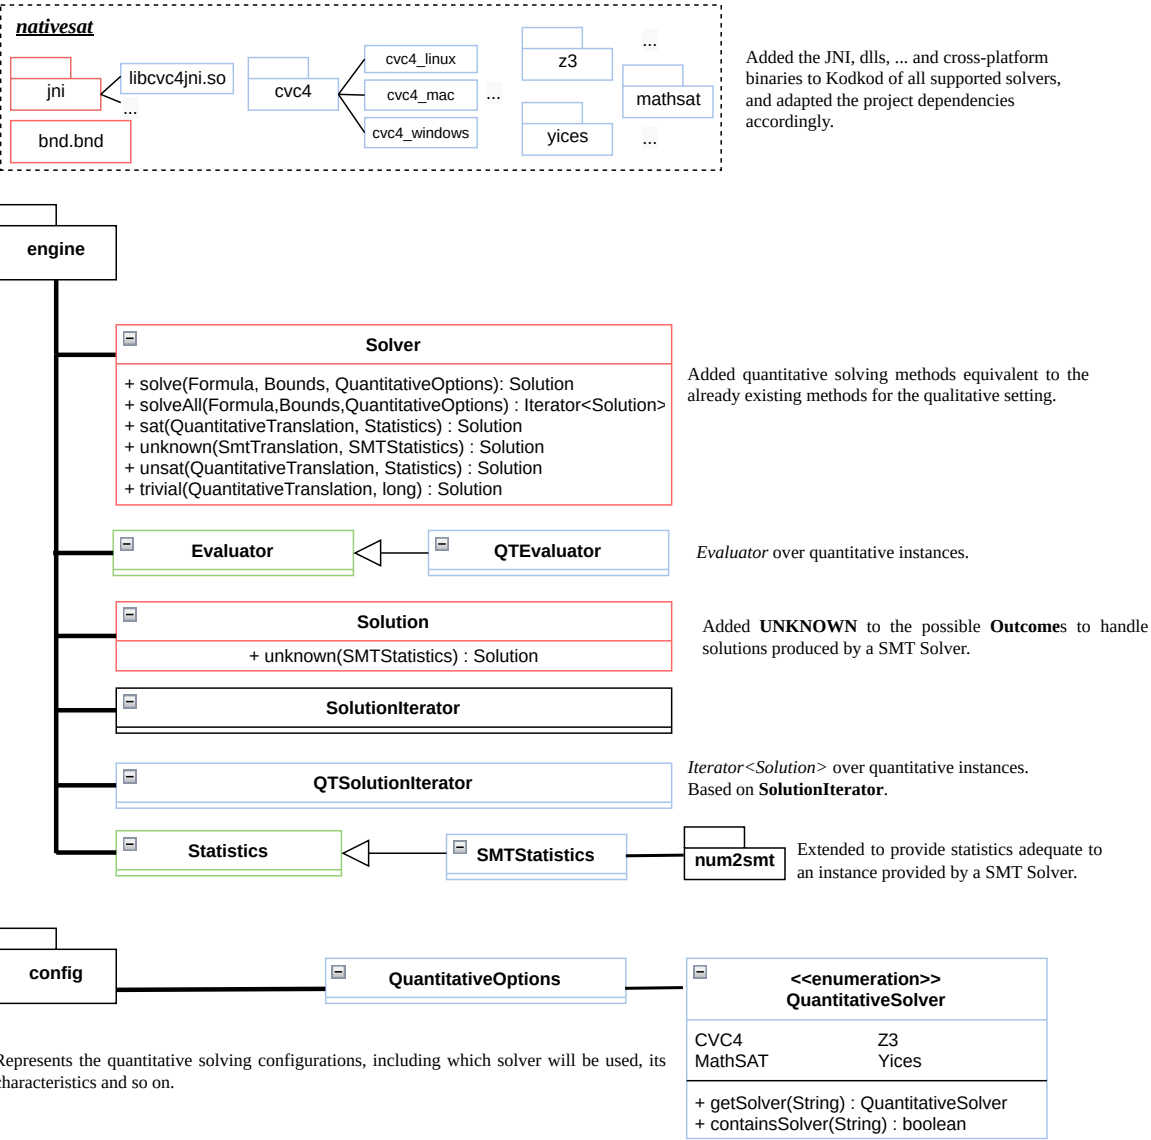 nativesat
jni
libcvc4jni.so
...
bnd.bnd
cvc4
cvc4_linux
cvc4_mac
cvc4_windows
...
z3
yices
...
mathsat
...
Added the JNI, dlls, ... and cross-platform
binaries to Kodkod of all supported solvers,
and adapted the project dependencies
accordingly.
engine
Solver
+ solve(Formula, Bounds, QuantitativeOptions): Solution
+ solveAll(Formula,Bounds,QuantitativeOptions) : Iterator<Solution>
+ sat(QuantitativeTranslation, Statistics) : Solution
+ unknown(SmtTranslation, SMTStatistics) : Solution
+ unsat(QuantitativeTranslation, Statistics) : Solution
+ trivial(QuantitativeTranslation, long) : Solution
Added quantitative solving methods equivalent to the
already existing methods for the qualitative setting.
Evaluator
QTEvaluator
Evaluator over quantitative instances.
Solution
+ unknown(SMTStatistics) : Solution
Added UNKNOWN to the possible Outcomes to handle
solutions produced by a SMT Solver.
SolutionIterator
QTSolutionIterator
Iterator<Solution> over quantitative instances.
Based on SolutionIterator.
Statistics
SMTStatistics
num2smt
Extended to provide statistics adequate to
an instance provided by a SMT Solver.
config
QuantitativeOptions
<<enumeration>>
QuantitativeSolver
CVC4 Z3
MathSAT Yices
+ getSolver(String) : QuantitativeSolver
+ containsSolver(String) : boolean
Represents the quantitative solving configurations, including which solver will be used, its
characteristics and so on.